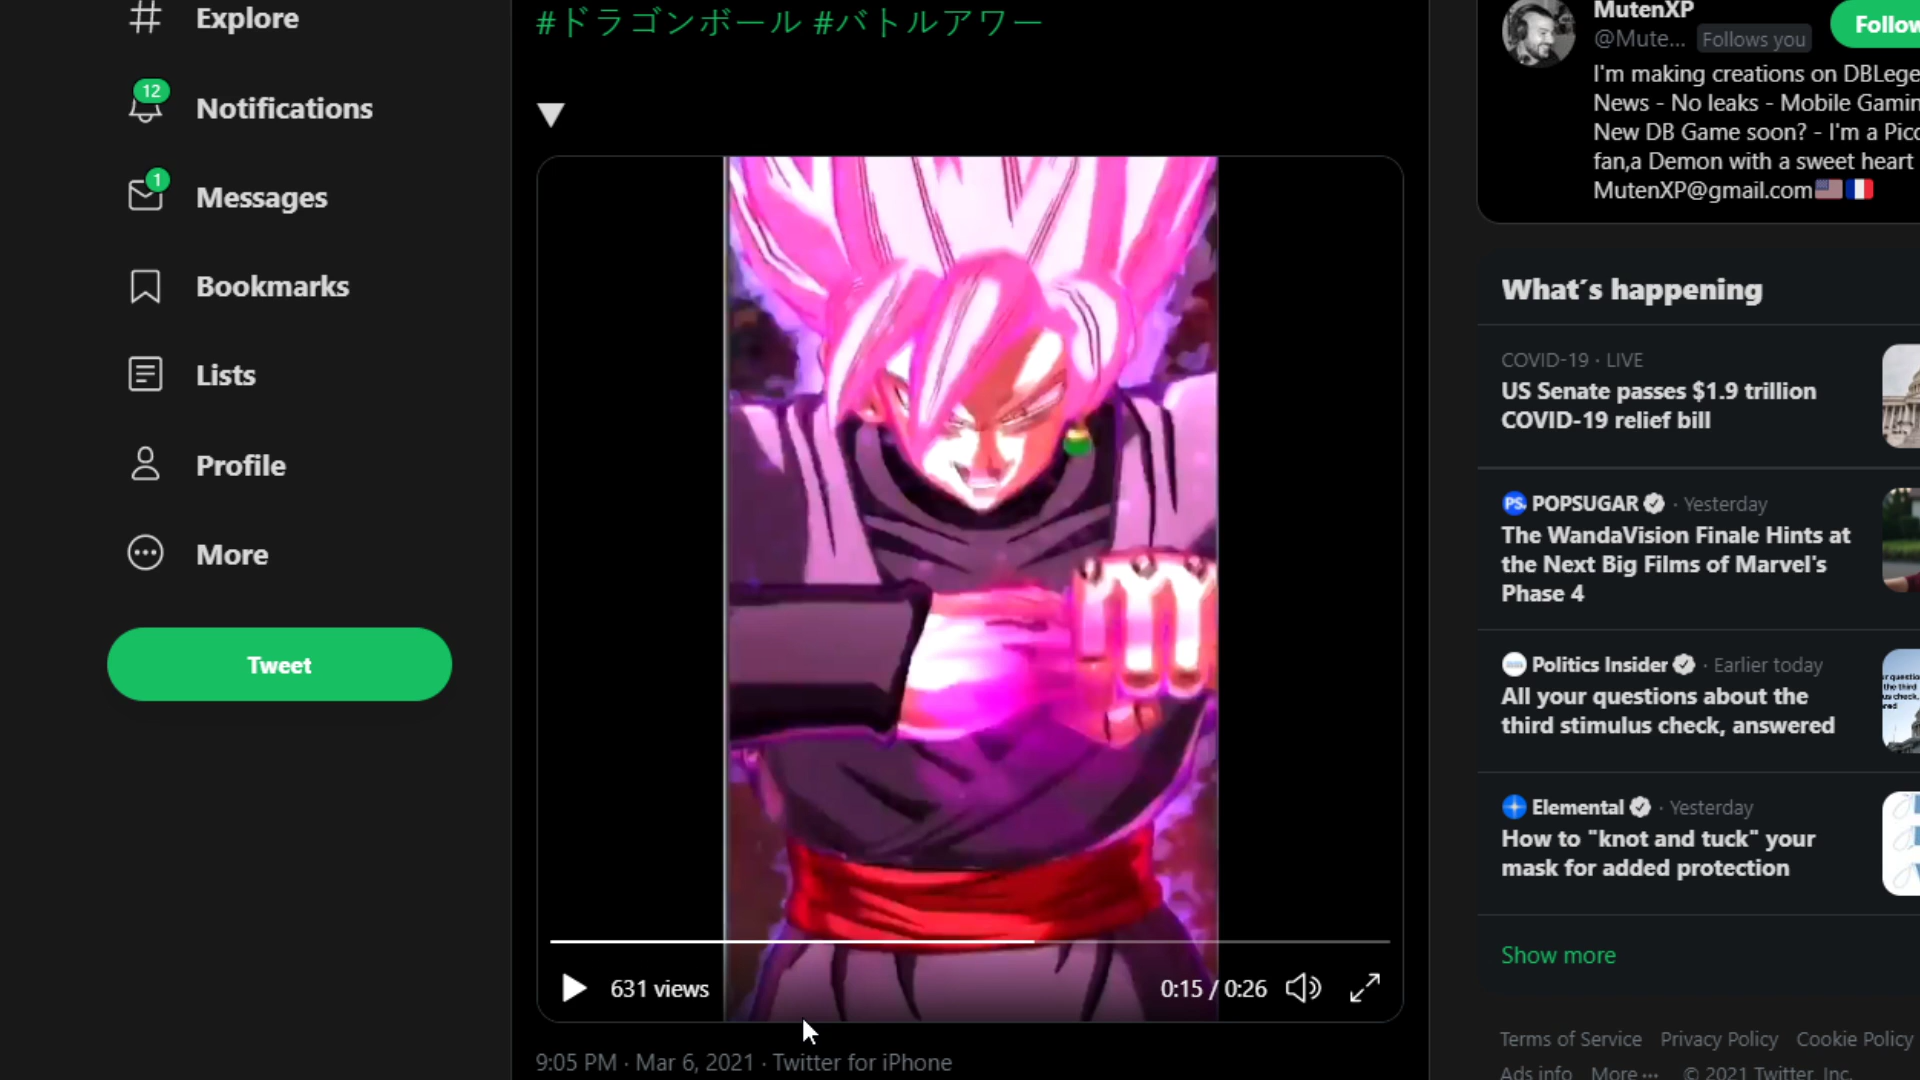 Explore
12
Notifications
1
Messages
Bookmarks
Lists
Profile
More
Tweet
#ドラゴンボール #バトルアワー
▼
631 views
0:15 / 0:26
9:05 PM · Mar 6, 2021 · Twitter for iPhone
MutenXP
@Mute... Follows you
Follow
I'm making creations on DBLege
News - No leaks - Mobile Gamin
New DB Game soon? - I'm a Picc
fan,a Demon with a sweet heart
MutenXP@gmail.com
What's happening
COVID-19 · LIVE
US Senate passes $1.9 trillion
COVID-19 relief bill
PS. POPSUGAR · Yesterday
The WandaVision Finale Hints at
the Next Big Films of Marvel's
Phase 4
Politics Insider · Earlier today
All your questions about the
third stimulus check, answered
Elemental · Yesterday
How to "knot and tuck" your
mask for added protection
Show more
Terms of Service Privacy Policy Cookie Policy
Ads info More ··· © 2021 Twitter, Inc.